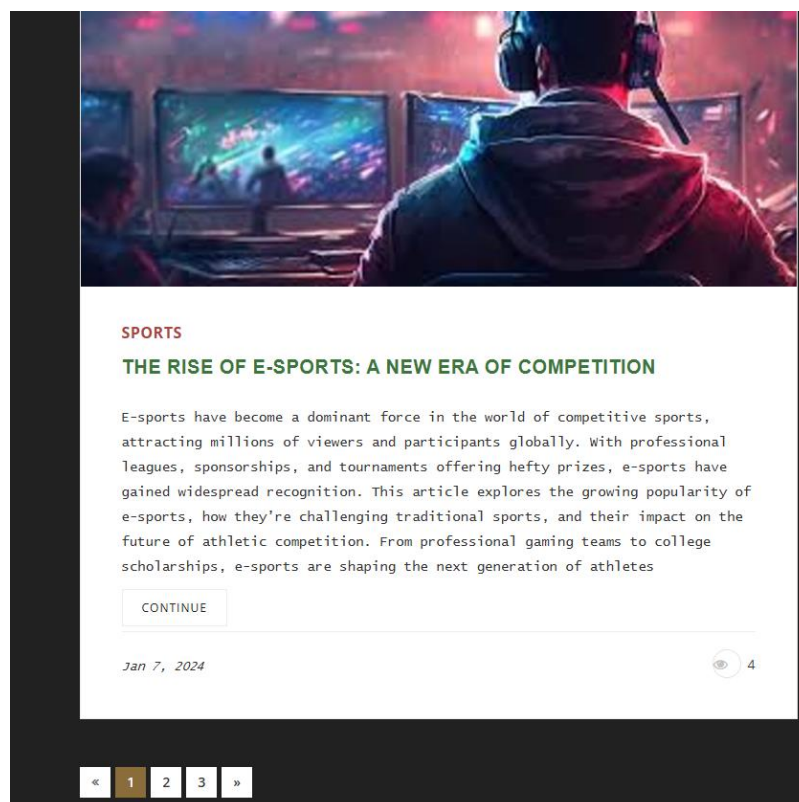 SPORTS
THE RISE OF E-SPORTS: A NEW ERA OF COMPETITION
E-sports have become a dominant force in the world of competitive sports,
attracting millions of viewers and participants globally. With professional
leagues, sponsorships, and tournaments offering hefty prizes, e-sports have
gained widespread recognition. This article explores the growing popularity of
e-sports, how they're challenging traditional sports, and their impact on the
future of athletic competition. From professional gaming teams to college
scholarships, e-sports are shaping the next generation of athletes
CONTINUE
Jan 7, 2024 4
« 1 2 3 »